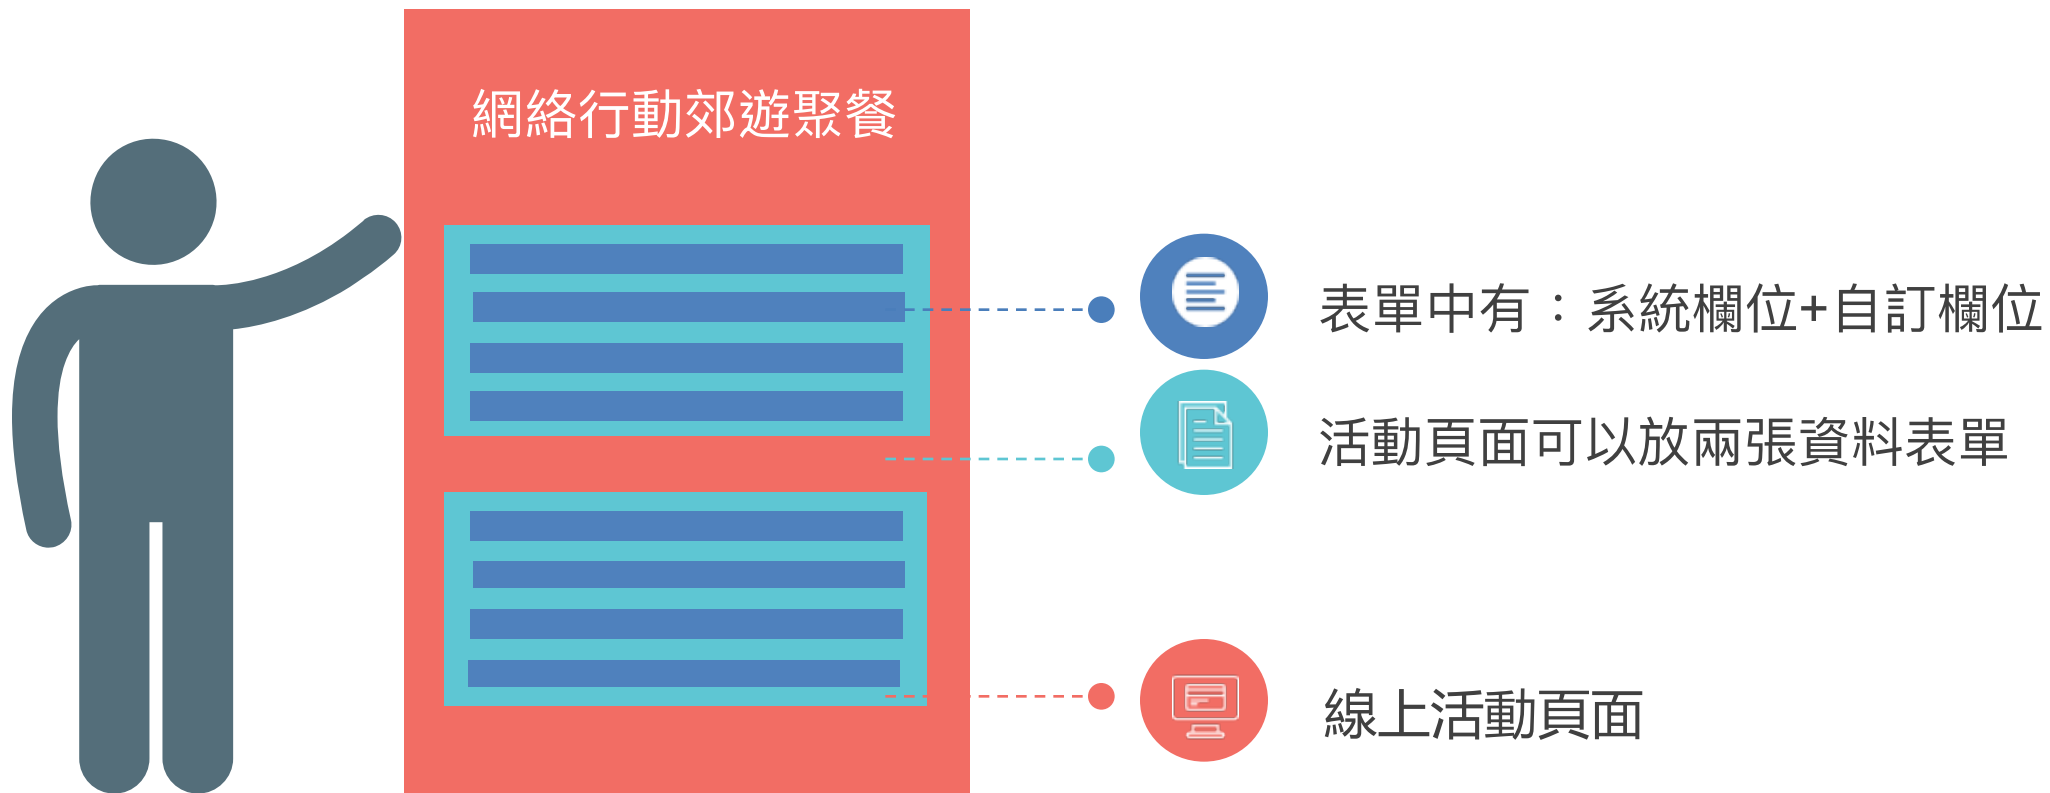 網絡行動郊遊聚餐
表單中有：系統欄位+自訂欄位
活動頁面可以放兩張資料表單
線上活動頁面